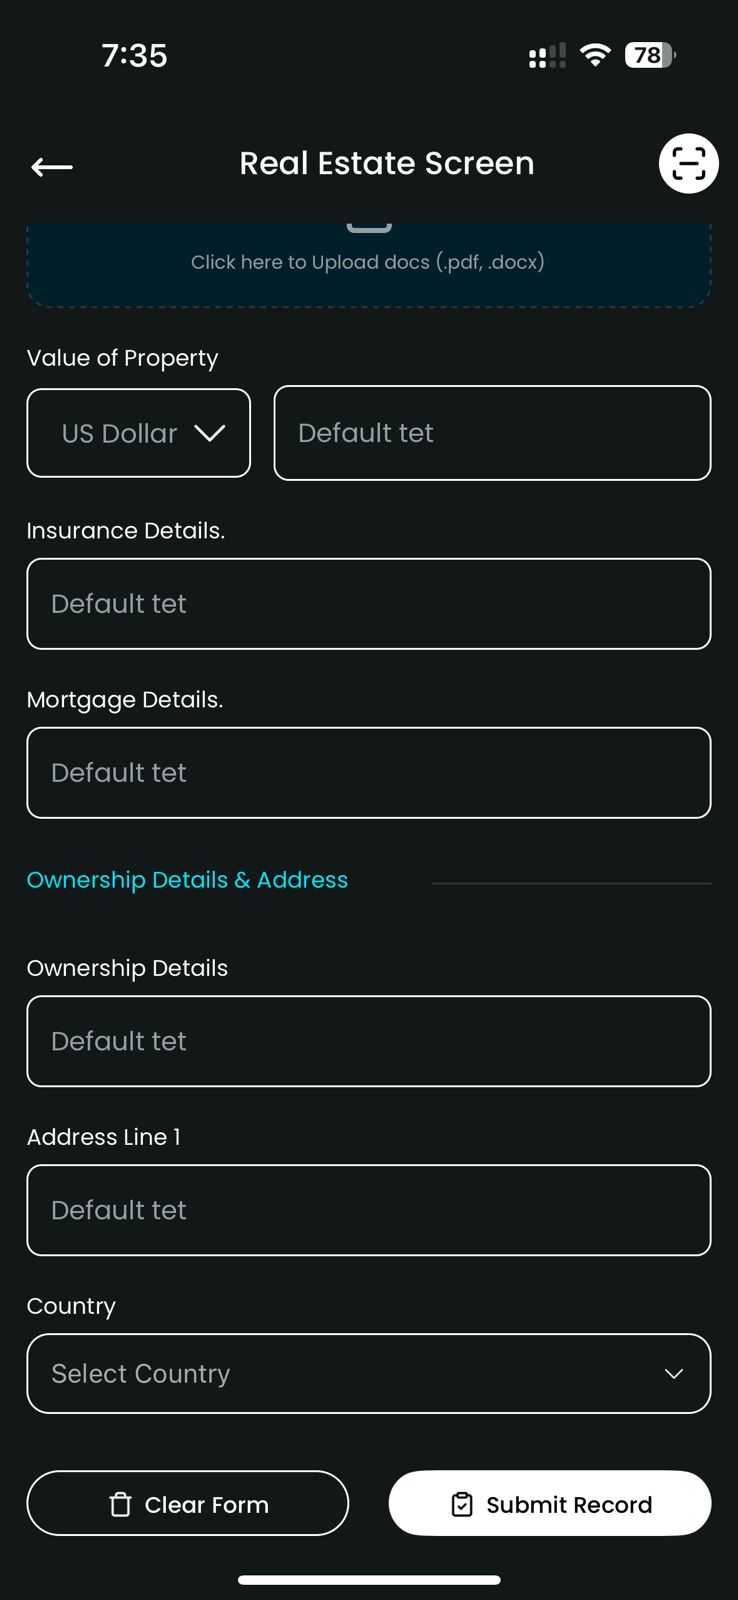 7:35
78
Real Estate Screen
Click here to Upload docs (.pdf, .docx)
Value of Property
US Dollar
Default tet
Insurance Details.
Default tet
Mortgage Details.
Default tet
Ownership Details & Address
Ownership Details
Default tet
Address Line 1
Default tet
Country
Select Country
Clear Form
Submit Record